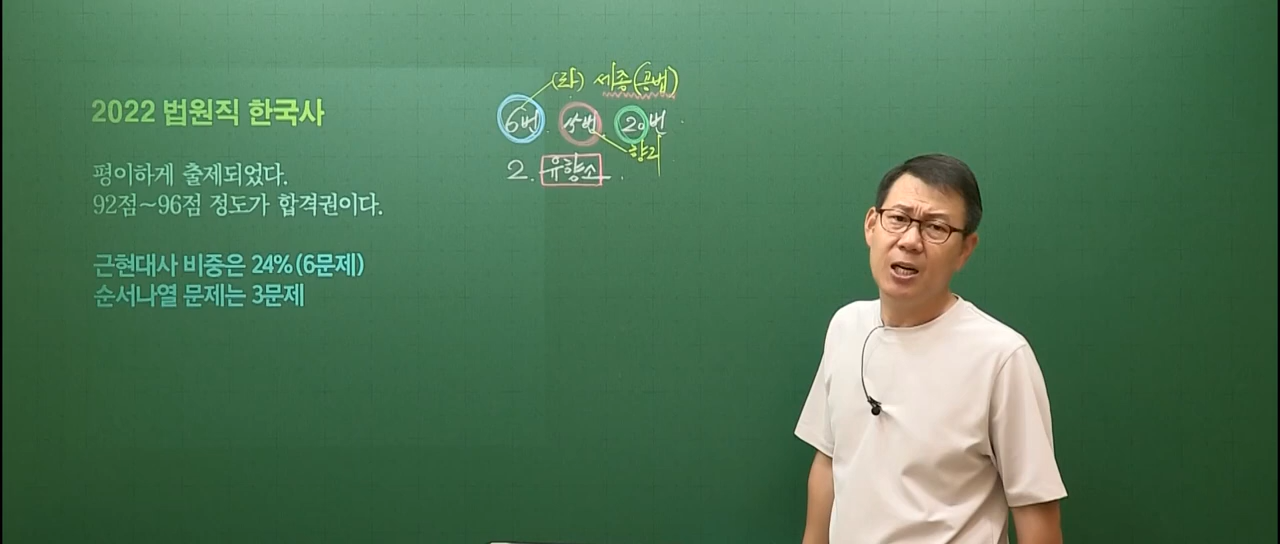 2022 법원직 한국사
평이하게 출제되었다.
92점~96점 정도가 합격권이다.
근현대사 비중은 24%(6문제)
순서나열 문제는 3문제
(라) 세종(공법)
6번 20번
향리
2. 유향소